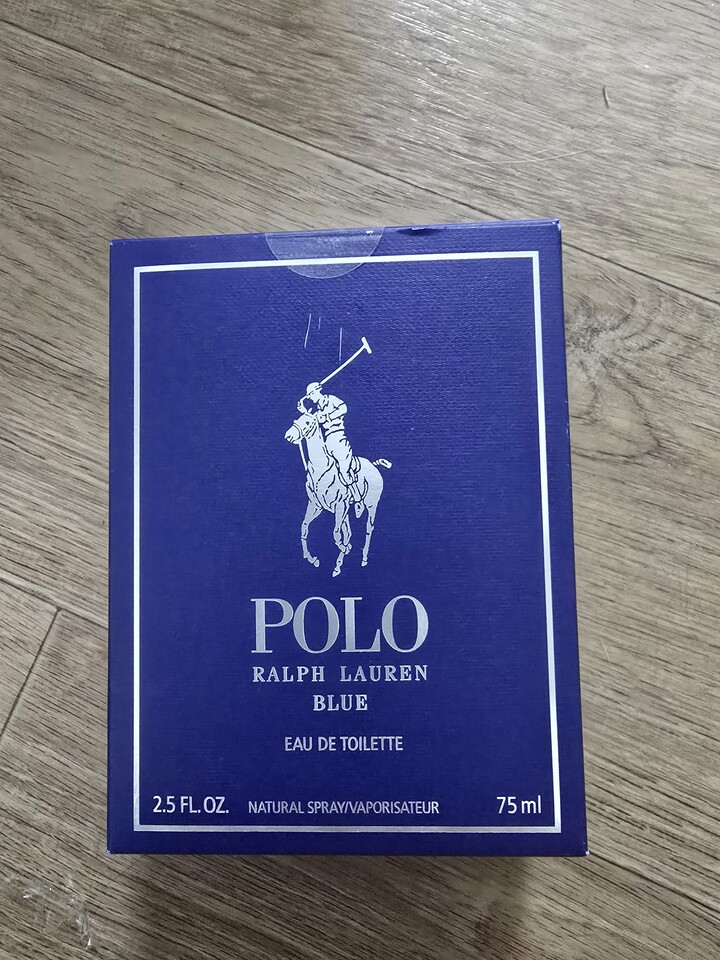 POLO
RALPH LAUREN
BLUE
EAU DE TOILETTE
2.5 FL. OZ. NATURAL SPRAY/VAPORISATEUR 75 ml